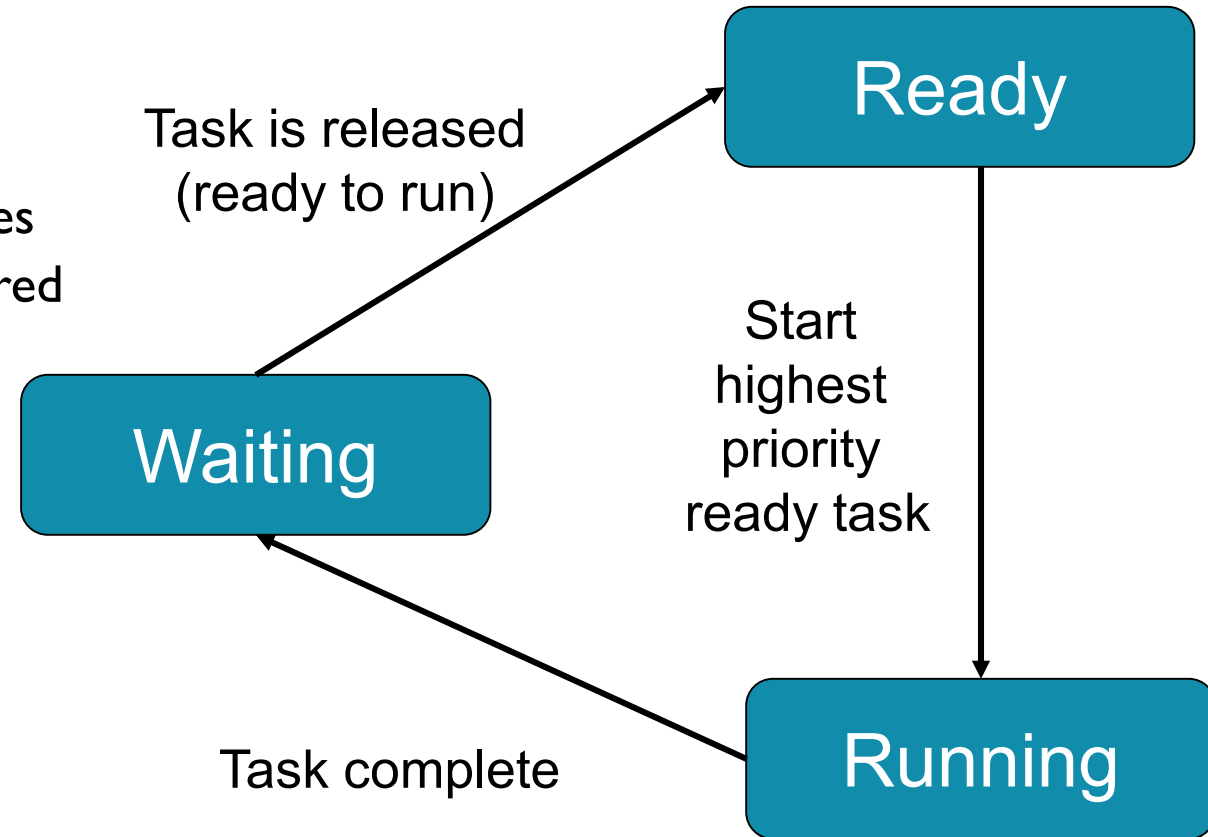 Ready
Task is released
(ready to run)
es
red
Start
highest
priority
ready task
Waiting
Task complete
Running